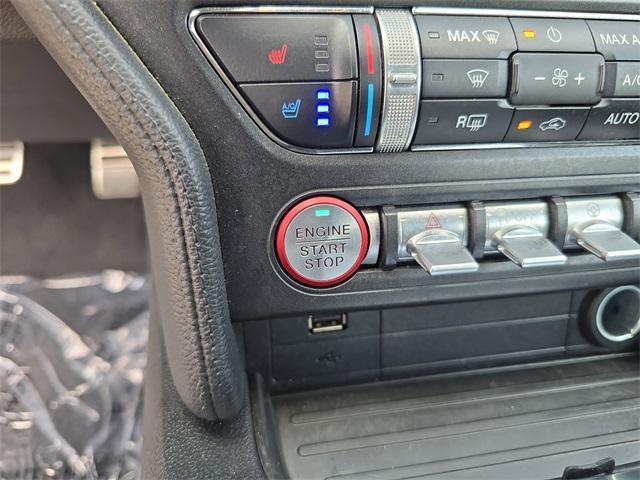 MAX
MAX A
A/C
A/C
- +
R
AUTO
ENGINE
START
STOP